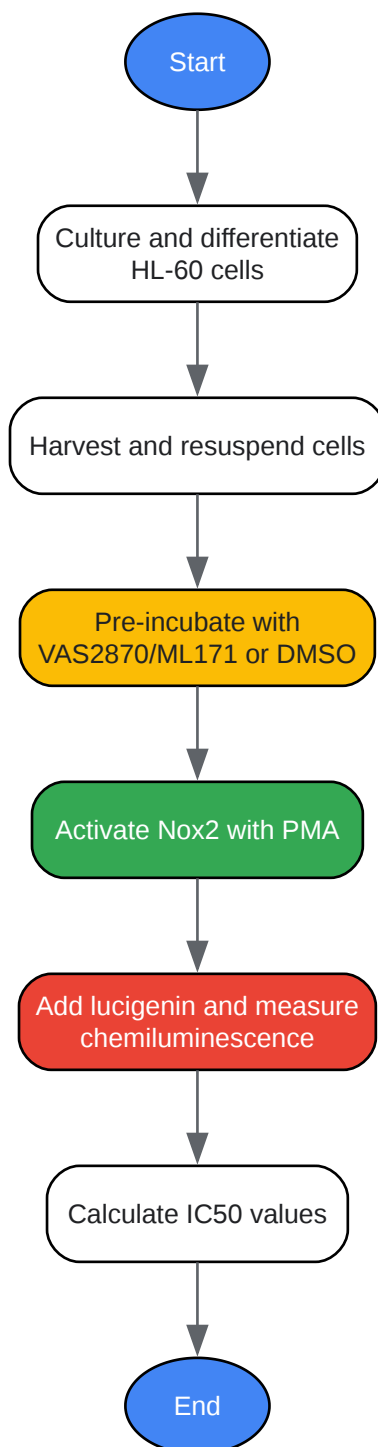 Start
Culture and differentiate
HL-60 cells
Harvest and resuspend cells
Pre-incubate with
VAS2870/ML171 or DMSO
Activate Nox2 with PMA
Add lucigenin and measure
chemiluminescence
Calculate IC50 values
End